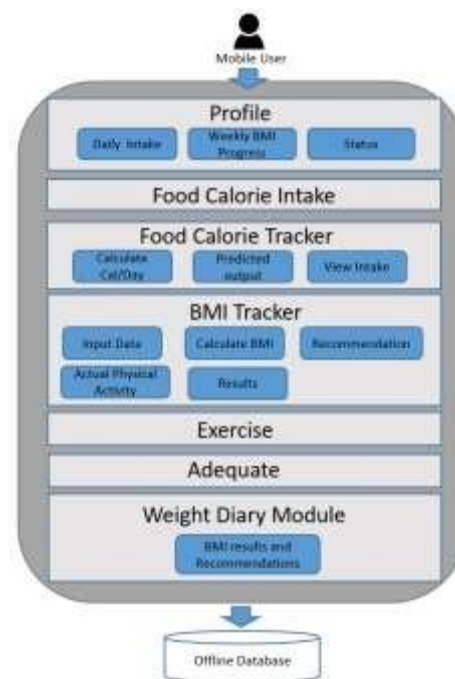 Mobile User
Profile
Daily Intake
Weekly BMI
Progress
Status
Food Calorie Intake
Food Calorie Tracker
Calculate
Cal/Day
Predicted
output
View Intake
BMI Tracker
Input Data
Calculate BMI
Recommendation
Actual Physical
Activity
Results
Exercise
Adequate
Weight Diary Module
BMI results and
Recommendations
Offline Database